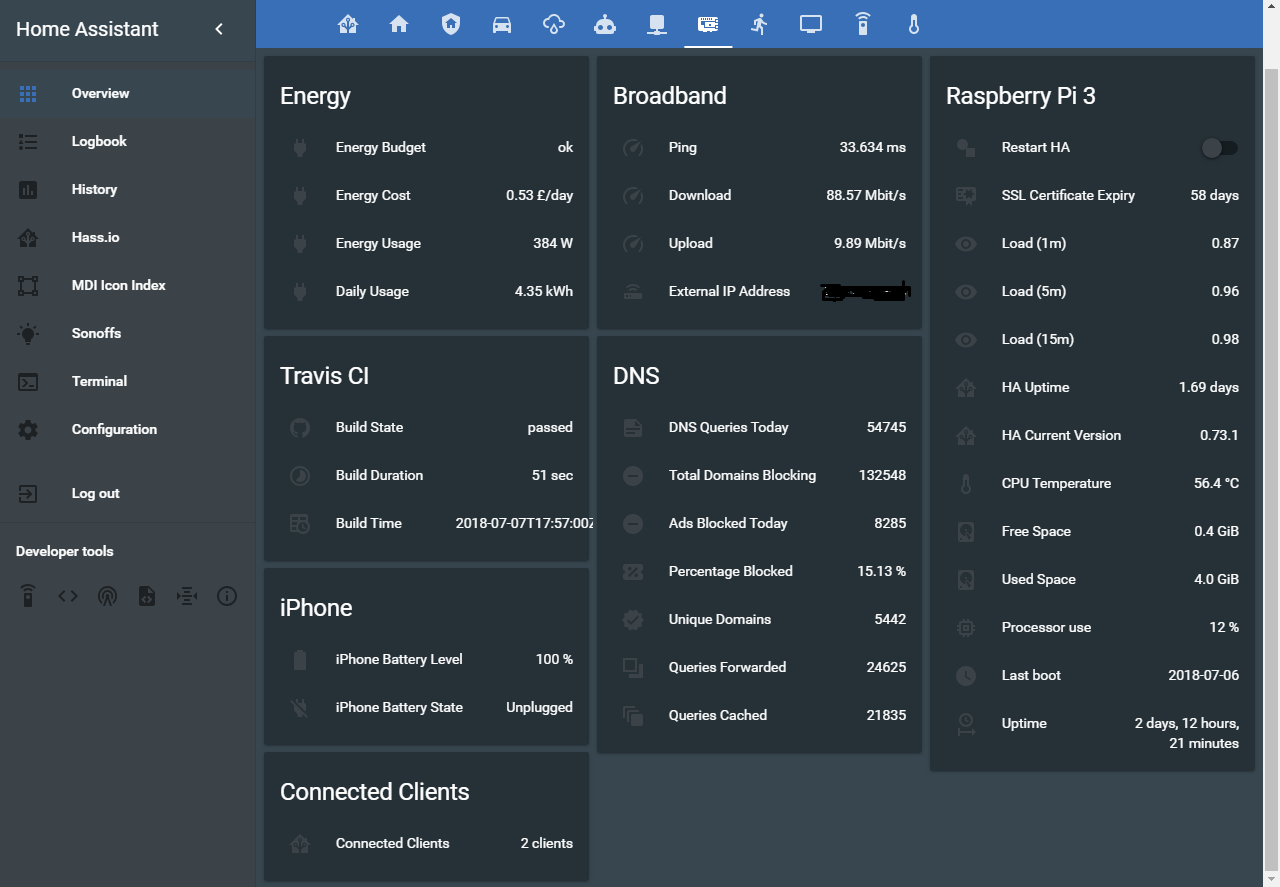 Home Assistant
Overview
Logbook
History
Hass.io
MDI Icon Index
Sonoffs
Terminal
Configuration
Log out
Developer tools
Energy
Energy Budget ok
Energy Cost 0.53 £/day
Energy Usage 384 W
Daily Usage 4.35 kWh
Travis CI
Build State passed
Build Duration 51 sec
Build Time 2018-07-07T17:57:00Z
iPhone
iPhone Battery Level 100 %
iPhone Battery State Unplugged
Connected Clients
Connected Clients 2 clients
Broadband
Ping 33.634 ms
Download 88.57 Mbit/s
Upload 9.89 Mbit/s
External IP Address
DNS
DNS Queries Today 54745
Total Domains Blocking 132548
Ads Blocked Today 8285
Percentage Blocked 15.13 %
Unique Domains 5442
Queries Forwarded 24625
Queries Cached 21835
Raspberry Pi 3
Restart HA
SSL Certificate Expiry 58 days
Load (1m) 0.87
Load (5m) 0.96
Load (15m) 0.98
HA Uptime 1.69 days
HA Current Version 0.73.1
CPU Temperature 56.4 °C
Free Space 0.4 GiB
Used Space 4.0 GiB
Processor use 12 %
Last boot 2018-07-06
Uptime 2 days, 12 hours,
21 minutes